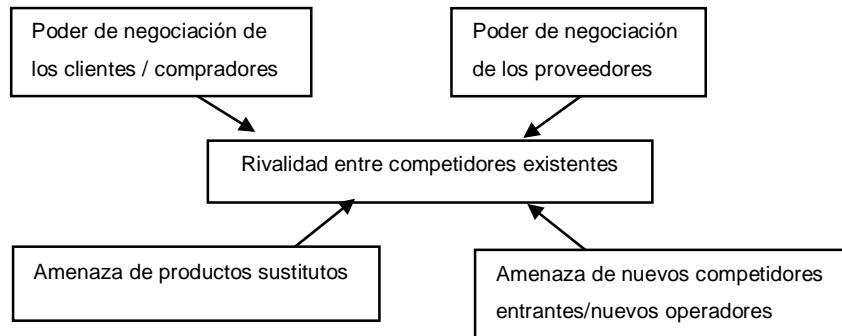 Poder de negociación de
los clientes / compradores
Poder de negociación
de los proveedores
Rivalidad entre competidores existentes
Amenaza de productos sustitutos
Amenaza de nuevos competidores
entrantes/nuevos operadores